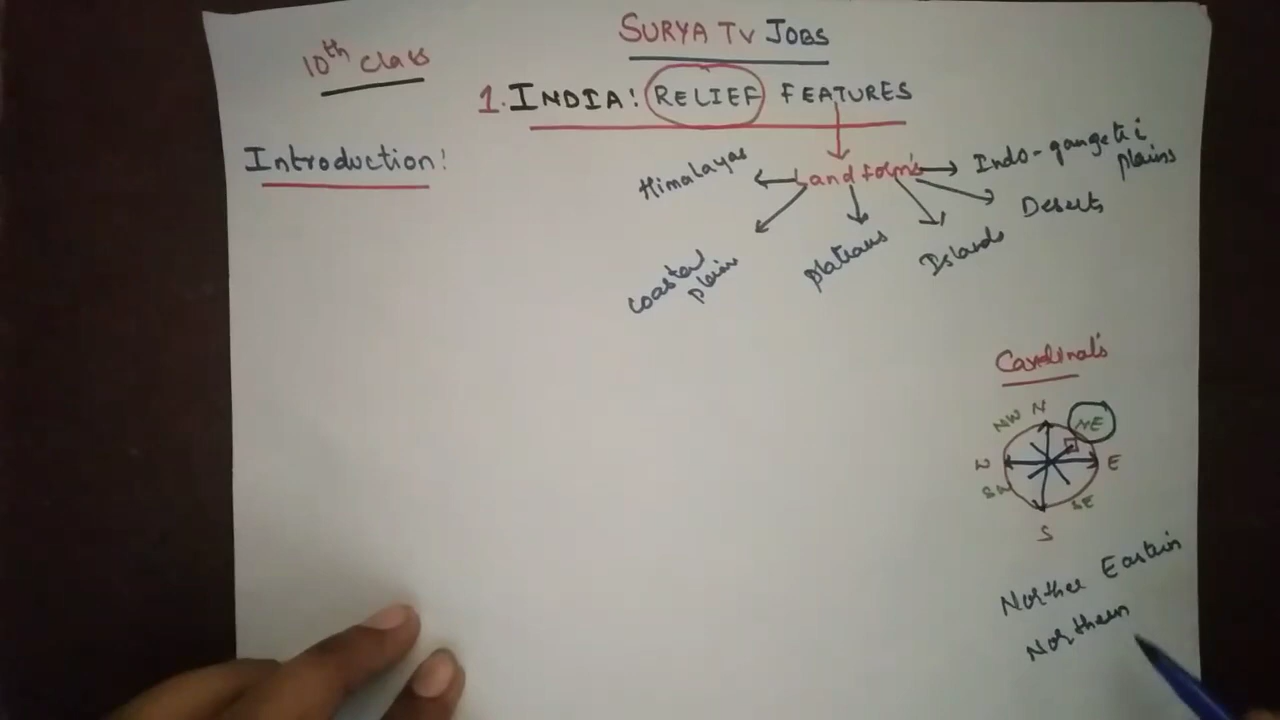 SURYA TV JOBS
10th class
1. INDIA: RELIEF FEATURES
Introduction:
Himalayas
Landforms
Indo-gangeti
plains
Deserts
Islands
plateaus
coastal
plain
Cardinals
N
NW
NE
E
SE
S
SW
Norther Eastern
Northern